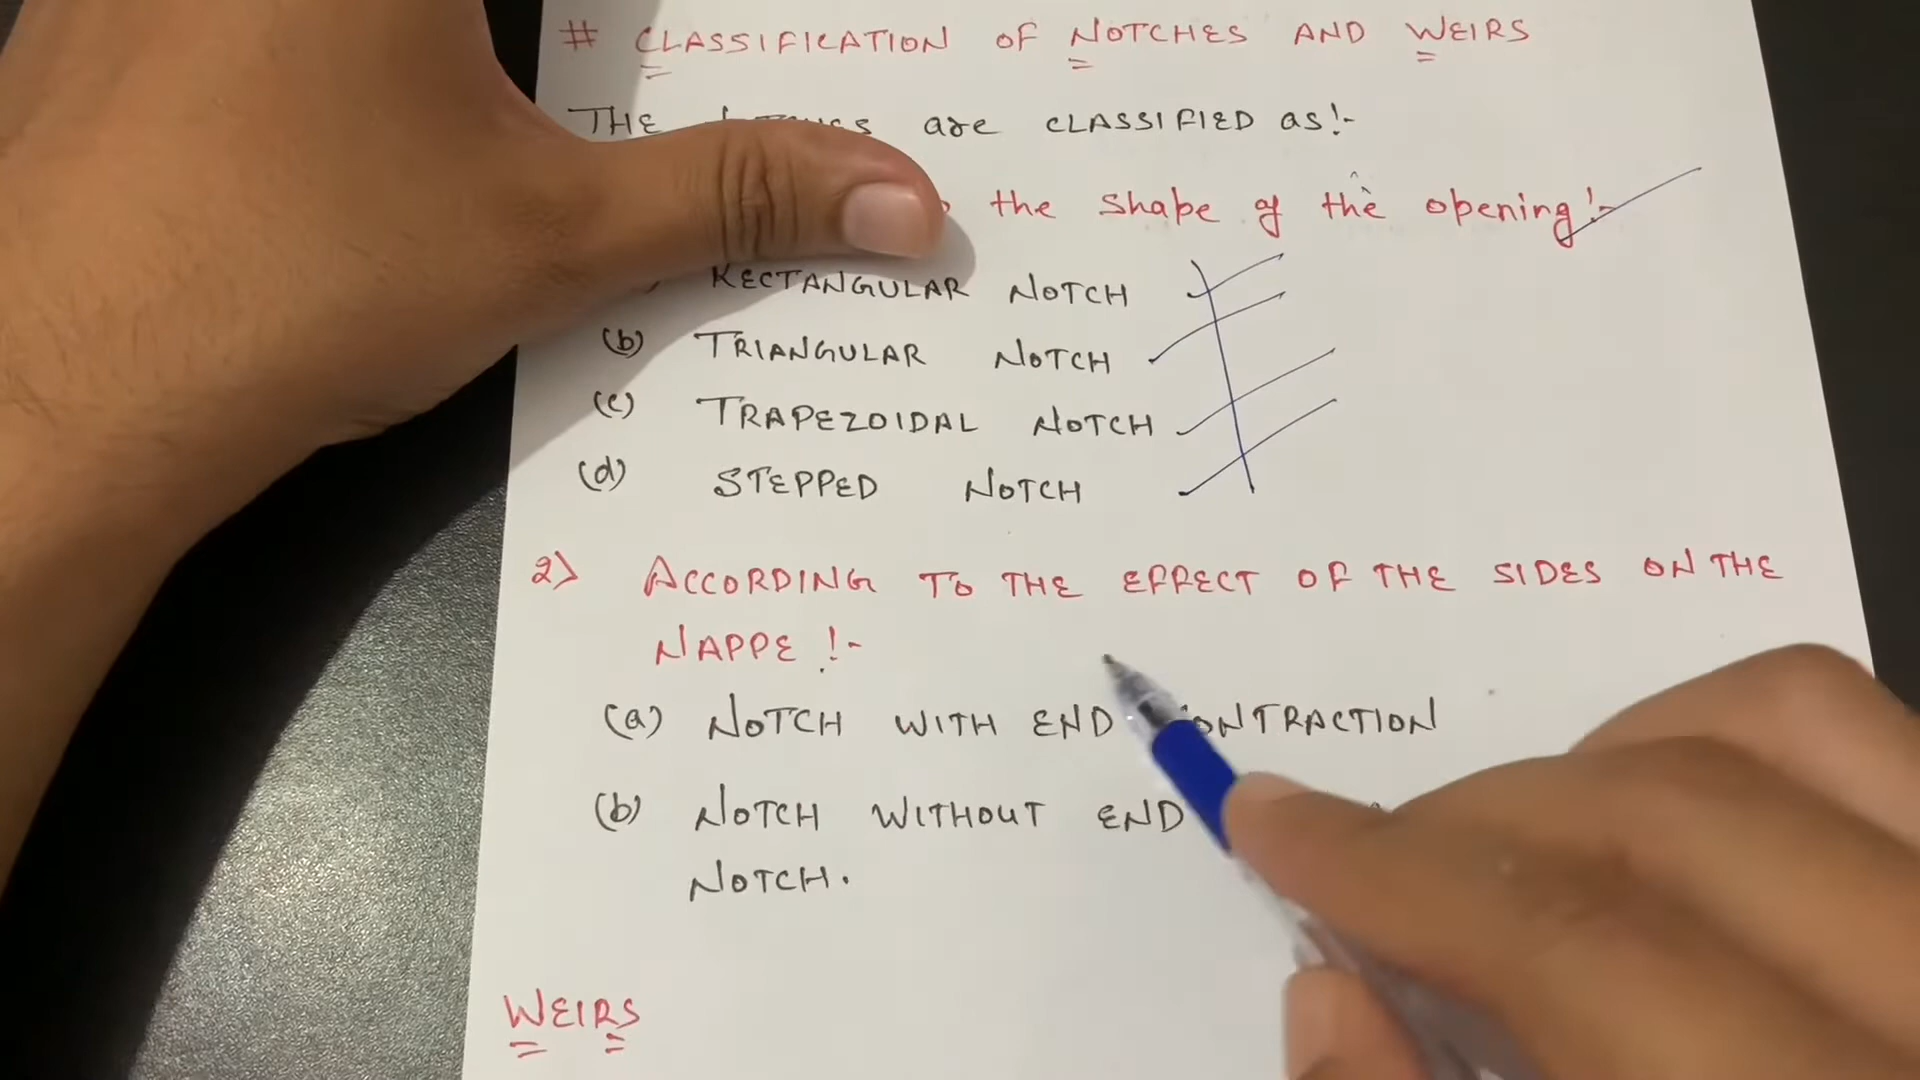 # CLASSIFICATION OF NOTCHES AND WEIRS
THE are CLASSIFIED as:-
the shape of the opening:-
RECTANGULAR NOTCH
(b) TRIANGULAR NOTCH
(c) TRAPEZOIDAL NOTCH
(d) STEPPED NOTCH
2) ACCORDING TO THE EFFECT OF THE SIDES ON THE
NAPPE :-
(a) NOTCH WITH END CONTRACTION
(b) NOTCH WITHOUT END
NOTCH.
WEIRS